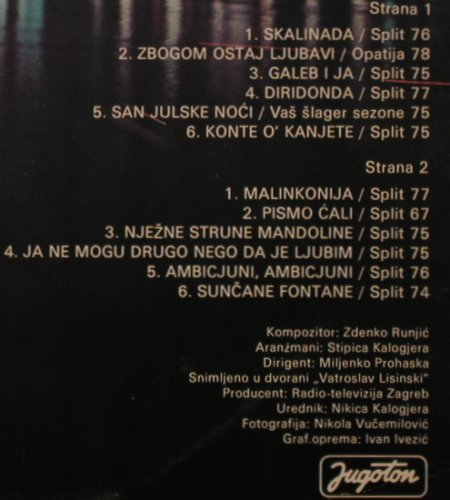 Strana 1
1. SKALINADA / Split 76
2. ZBOGOM OSTAJ LJUBAVI / Opatija 78
3. GALEB I JA / Split 75
4. DIRIDONDA / Split 77
5. SAN JULSKE NOĆI / Vaš šlager sezone 75
6. KONTE O' KANJETE / Split 75
Strana 2
1. MALINKONIJA / Split 77
2. PISMO ĆALI / Split 67
3. NJEŽNE STRUNE MANDOLINE / Split 75
4. JA NE MOGU DRUGO NEGO DA JE LJUBIM / Split 75
5. AMBICJUNI, AMBICJUNI / Split 76
6. SUNČANE FONTANE / Split 74
Kompozitor: Zdenko Runjić
Aranžmani: Stipica Kalogjera
Dirigent: Miljenko Prohaska
Snimljeno u dvorani „Vatroslav Lisinski"
Producent: Radio-televizija Zagreb
Urednik: Nikica Kalogjera
Fotografija: Nikola Vučemilović
Graf.oprema: Ivan Ivezić
Jugoton